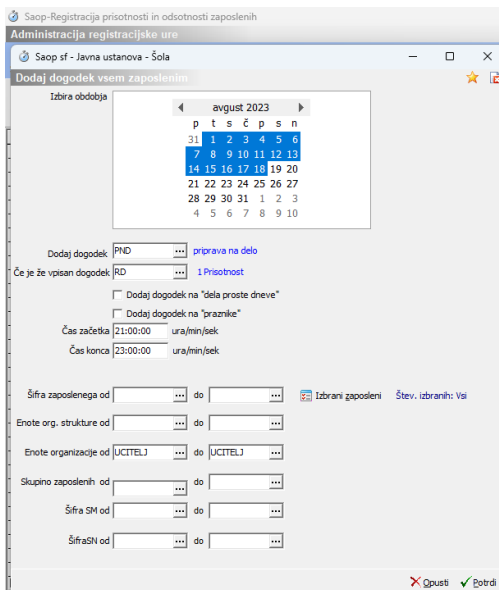 Saop-Registracija prisotnosti in odsotnosti zaposlenih
Administracija registracijske ure
Saop sf - Javna ustanova - Šola
Dodaj dogodek vsem zaposlenim
Izbira obdobja
avgust 2023
p t s č p s n
31 1 2 3 4 5 6
7 8 9 10 11 12 13
14 15 16 17 18 19 20
21 22 23 24 25 26 27
28 29 30 31 1 2 3
4 5 6 7 8 9 10
Dodaj dogodek PND ... priprava na delo
Če je že vpisan dogodek RD ... 1 Prisotnost
Dodaj dogodek na "dela proste dneve"
Dodaj dogodek na "praznike"
Čas začetka 21:00:00 ura/min/sek
Čas konca 23:00:00 ura/min/sek
Šifra zaposlenega od ... do ... Izbrani zaposleni Štev. izbranih: Vsi
Enote org. strukture od ... do ...
Enote organizacije od UCITELJ ... do UCITELJ ...
Skupino zaposlenih od ... do ...
Šifra SM od ... do ...
ŠifraSN od ... do ...
Opusti Potrdi